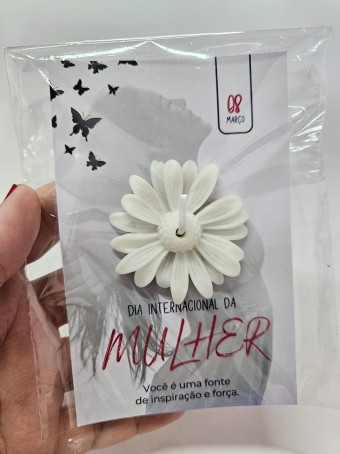 08
MARÇO
DIA INTERNACIONAL DA
MULHER
Você é uma fonte
de inspiração e força.